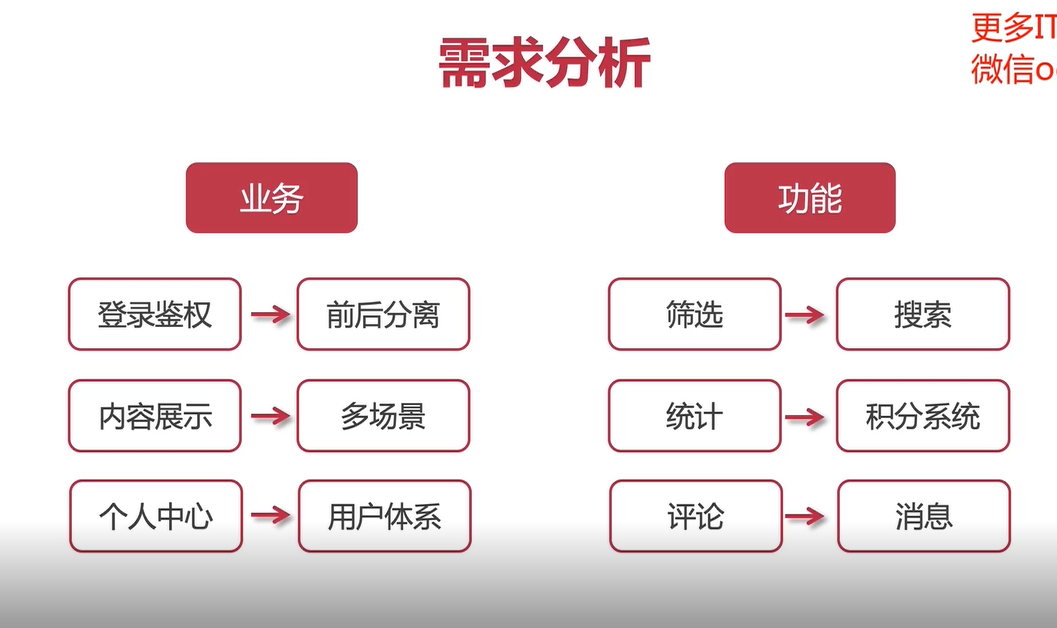 更多IT
微信o
需求分析
业务
功能
登录鉴权
前后分离
筛选
搜索
内容展示
多场景
统计
积分系统
个人中心
用户体系
评论
消息